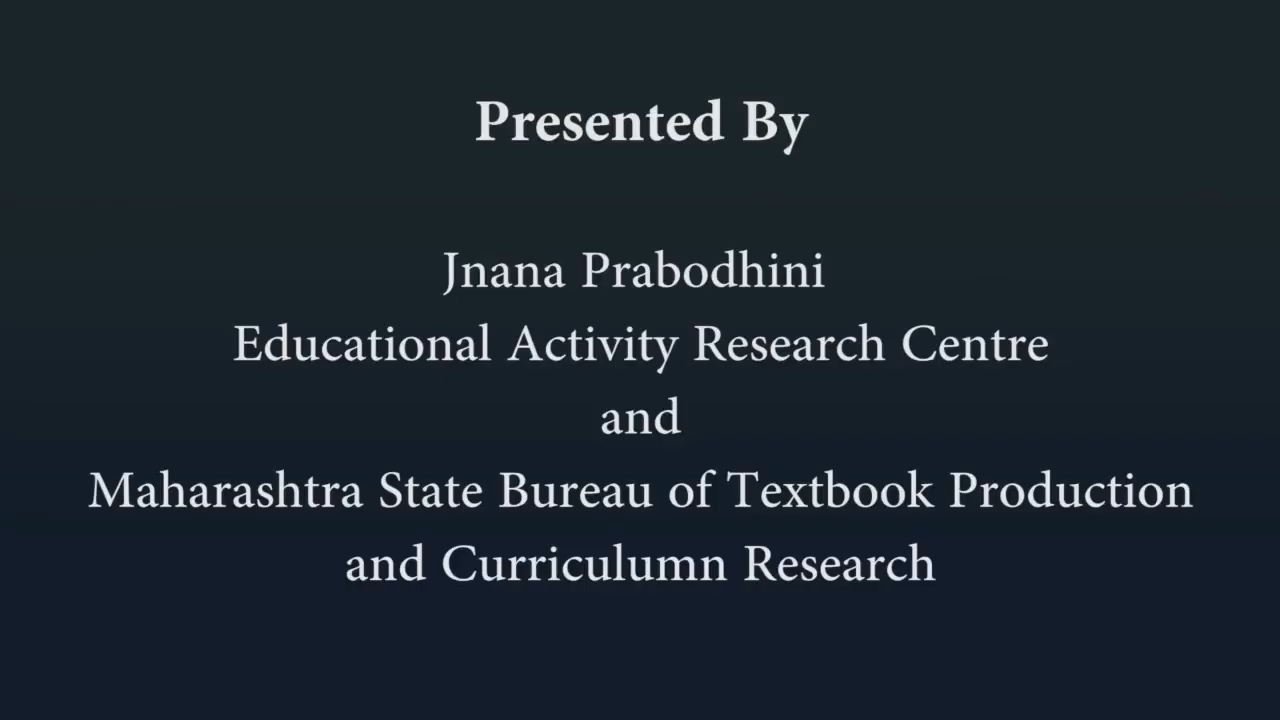 Presented By
Jnana Prabodhini
Educational Activity Research Centre
and
Maharashtra State Bureau of Textbook Production
and Curriculumn Research